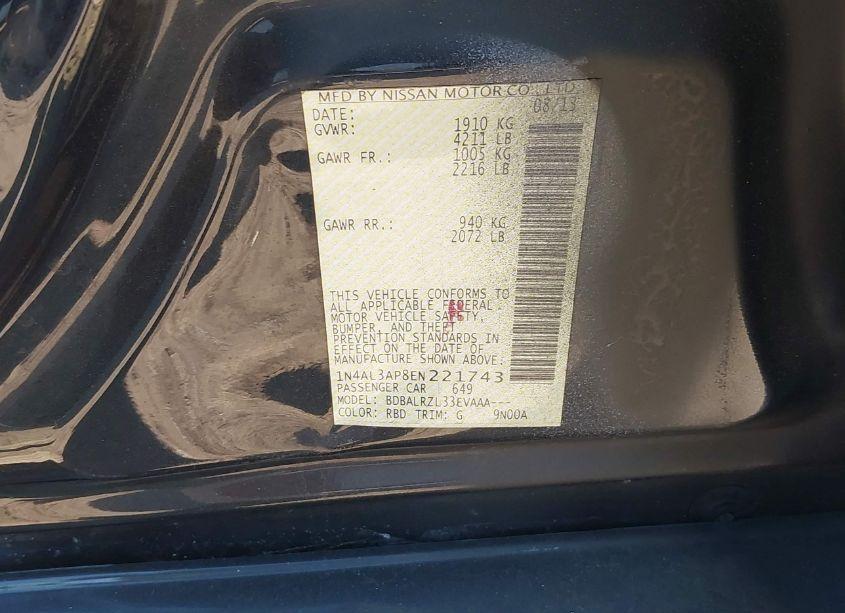 MFD BY NISSAN MOTOR CO., LTD.
DATE: 08/13
GVWR: 1910 KG
4211 LB
GAWR FR.: 1005 KG
2216 LB
GAWR RR.: 940 KG
2072 LB
THIS VEHICLE CONFORMS TO
ALL APPLICABLE FEDERAL
MOTOR VEHICLE SAFETY,
BUMPER, AND THEFT
PREVENTION STANDARDS IN
EFFECT ON THE DATE OF
MANUFACTURE SHOWN ABOVE.
1N4AL3AP8EN221743
PASSENGER CAR 649
MODEL: BDBALRZL33EVAAA---
COLOR: RBD TRIM: G 9N00A